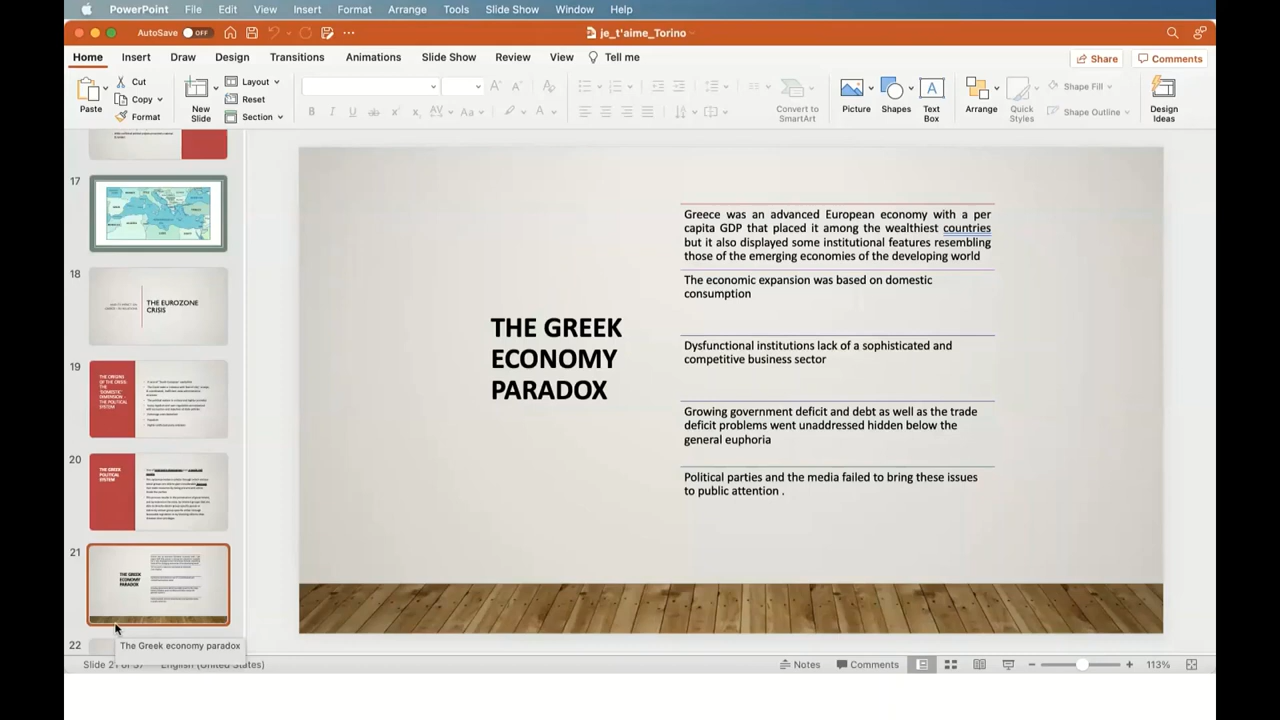 PowerPoint File Edit View Insert Format Arrange Tools Slide Show Window Help
AutoSave OFF je_t'aime_Torino
Home Insert Draw Design Transitions Animations Slide Show Review View Tell me Share Comments
Paste Cut Copy Format
New Slide Layout Reset Section
B I U
Convert to SmartArt
Picture Shapes Text Box Arrange Quick Styles Shape Fill Shape Outline Design Ideas
17
18
THE EUROZONE
CRISIS
19
THE ORIGINS
OF THE CRISIS:
THE
"DOMESTIC"
DIMENSION
THE POLITICAL
SYSTEM
20
THE GREEK
POLITICAL
SYSTEM
21
THE GREEK
ECONOMY
PARADOX
22
The Greek economy paradox
THE GREEK
ECONOMY
PARADOX
Greece was an advanced European economy with a per
capita GDP that placed it among the wealthiest countries
but it also displayed some institutional features resembling
those of the emerging economies of the developing world
The economic expansion was based on domestic
consumption
Dysfunctional institutions lack of a sophisticated and
competitive business sector
Growing government deficit and debt as well as the trade
deficit problems went unaddressed hidden below the
general euphoria
Political parties and the media failed to bring these issues
to public attention .
English (United States) Notes Comments 113%